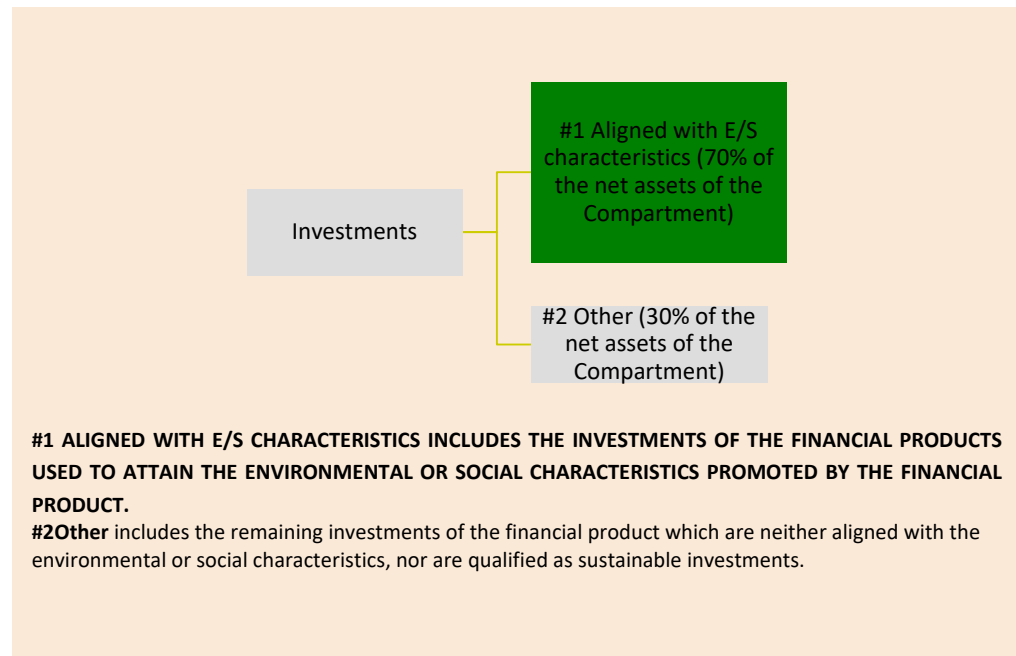 #1 Aligned with E/S
characteristics (70% of
the net assets of the
Compartment)
Investments
#2 Other (30% of the
net assets of the
Compartment)
#1 ALIGNED WITH E/S CHARACTERISTICS INCLUDES THE INVESTMENTS OF THE FINANCIAL PRODUCTS
USED TO ATTAIN THE ENVIRONMENTAL OR SOCIAL CHARACTERISTICS PROMOTED BY THE FINANCIAL
PRODUCT.
#2Other includes the remaining investments of the financial product which are neither aligned with the
environmental or social characteristics, nor are qualified as sustainable investments.